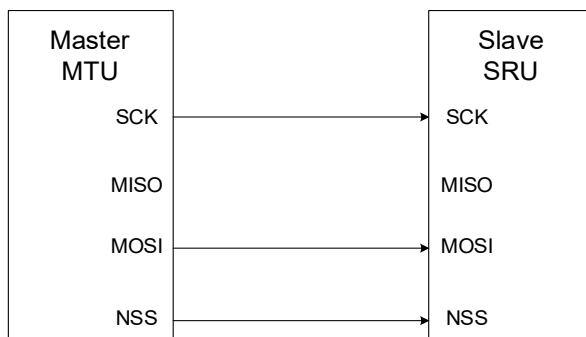 Master
MTU
SCK
MISO
MOSI
NSS
Slave
SRU
SCK
MISO
MOSI
NSS